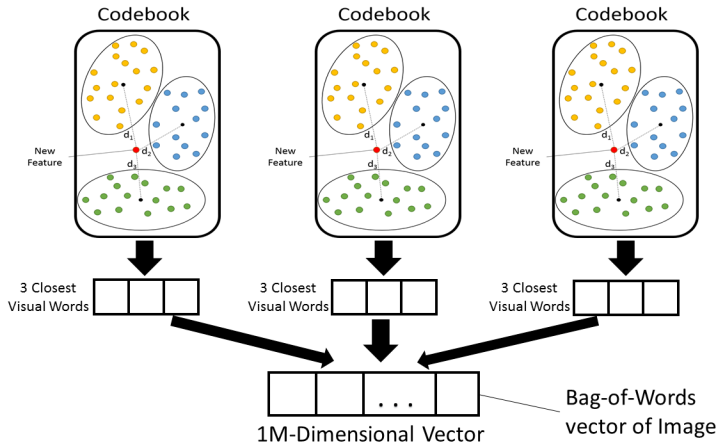 Codebook
Codebook
Codebook
d1
d2
d3
New
Feature
d1
d2
d3
New
Feature
d1
d2
d3
New
Feature
3 Closest
Visual Words
3 Closest
Visual Words
3 Closest
Visual Words
...
1M-Dimensional Vector
Bag-of-Words
vector of Image